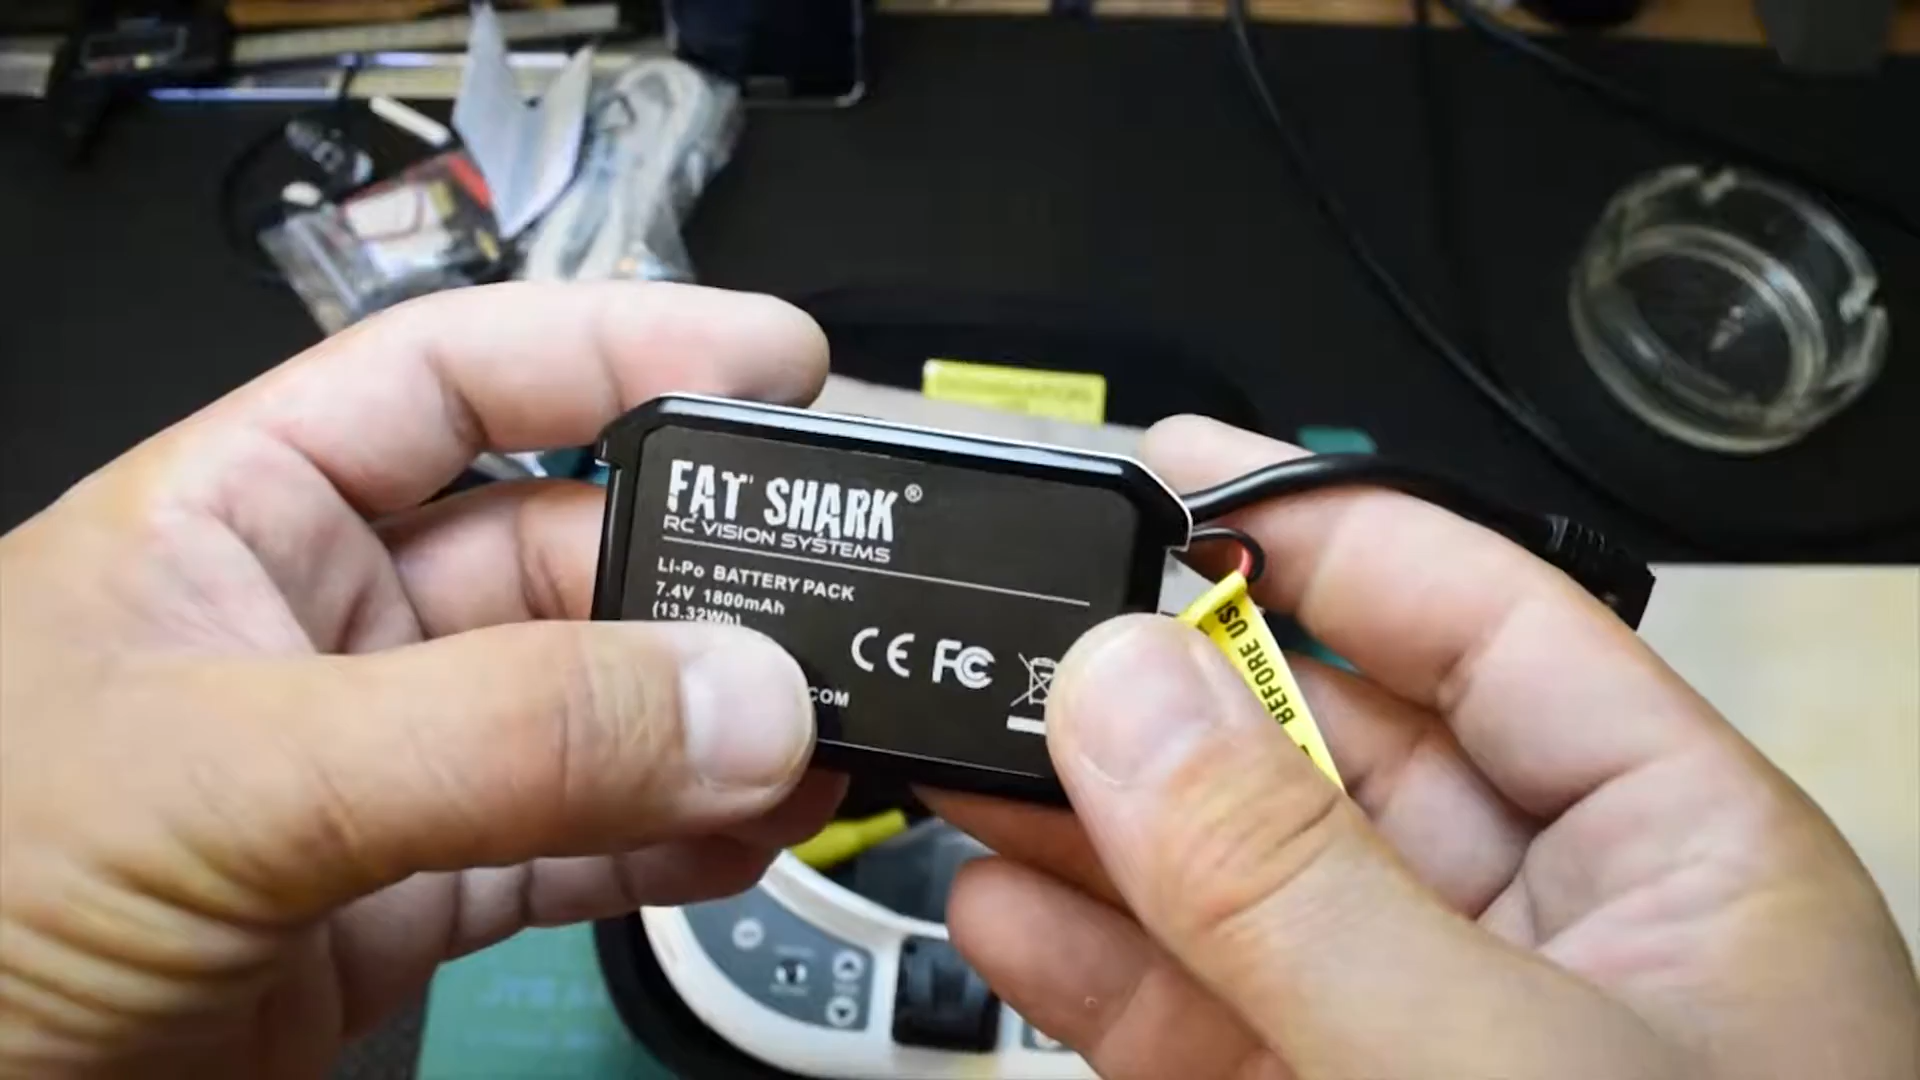 FAT SHARK®
RC VISION SYSTEMS
Li-Po BATTERY PACK
7.4V 1800mAh
(13.32Wh)
CE FC
.COM
BEFORE US